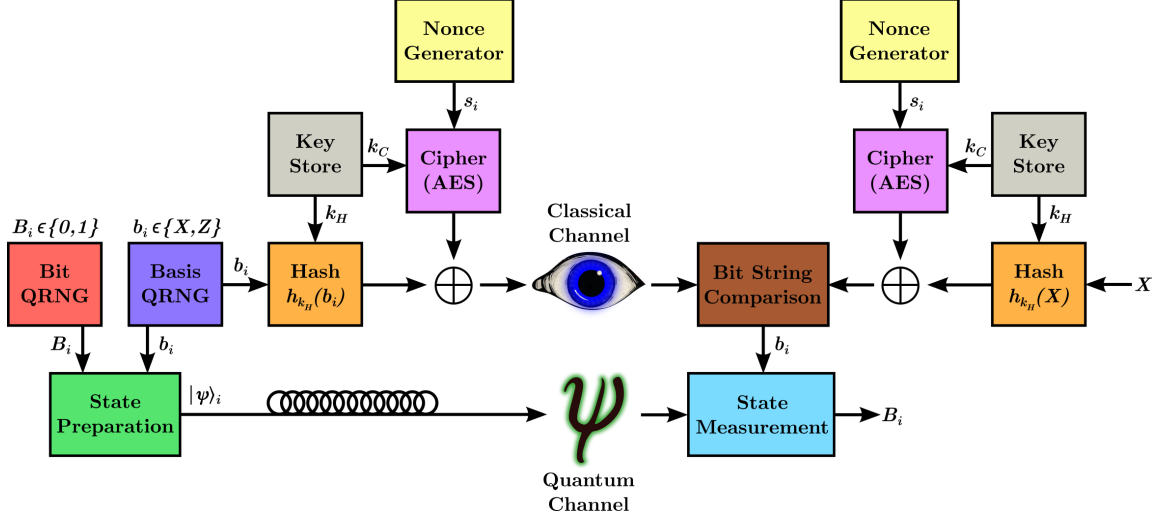 Nonce
Generator
Nonce
Generator
s_i
s_i
Key
Store
k_C
Cipher
(AES)
Cipher
(AES)
k_C
Key
Store
k_H
k_H
Classical
Channel
B_i ϵ{0,1}
b_i ϵ{X,Z}
Bit
QRNG
Basis
QRNG
b_i
Hash
h_{k_H}(b_i)
Bit String
Comparison
Hash
h_{k_H}(X)
X
B_i
b_i
b_i
State
Preparation
|ψ⟩_i
ψ
State
Measurement
B_i
Quantum
Channel